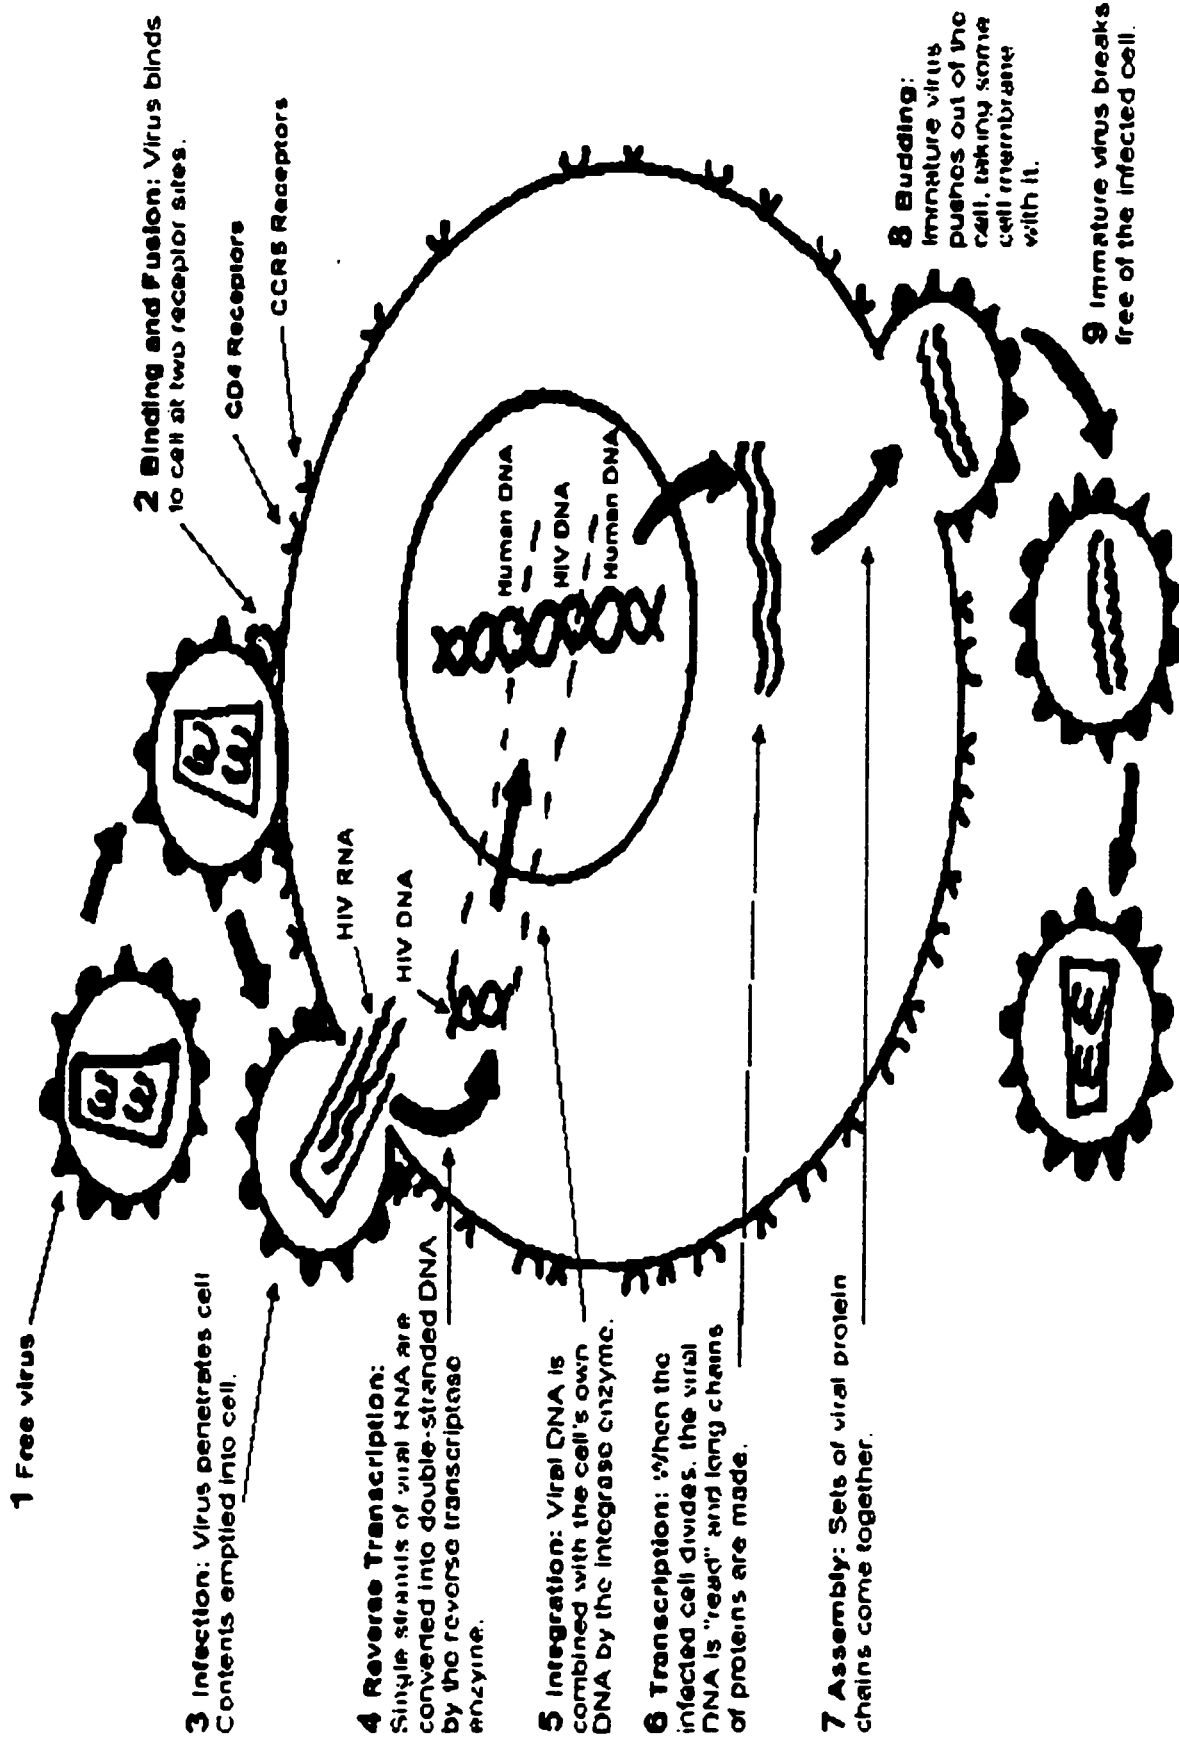 1 Free virus
2 Binding and Fusion: Virus binds
to cell at two receptor sites.
CD4 Receptors
CCR5 Receptors
3 Infection: Virus penetrates cell
Contents emptied into cell.
HIV RNA
HIV DNA
4 Reverse Transcription:
Single strands of viral RNA are
converted into double-stranded DNA
by the reverse transcriptase
enzyme.
Human DNA
HIV DNA
Human DNA
5 Integration: Viral DNA is
combined with the cell's own
DNA by the integrase enzyme.
6 Transcription: When the
infected cell divides, the viral
DNA is "read" and long chains
of proteins are made.
7 Assembly: Sets of viral protein
chains come together.
8 Budding:
Immature virus
pushes out of the
cell, taking some
cell membrane
with it.
9 Immature virus breaks
free of the infected cell.